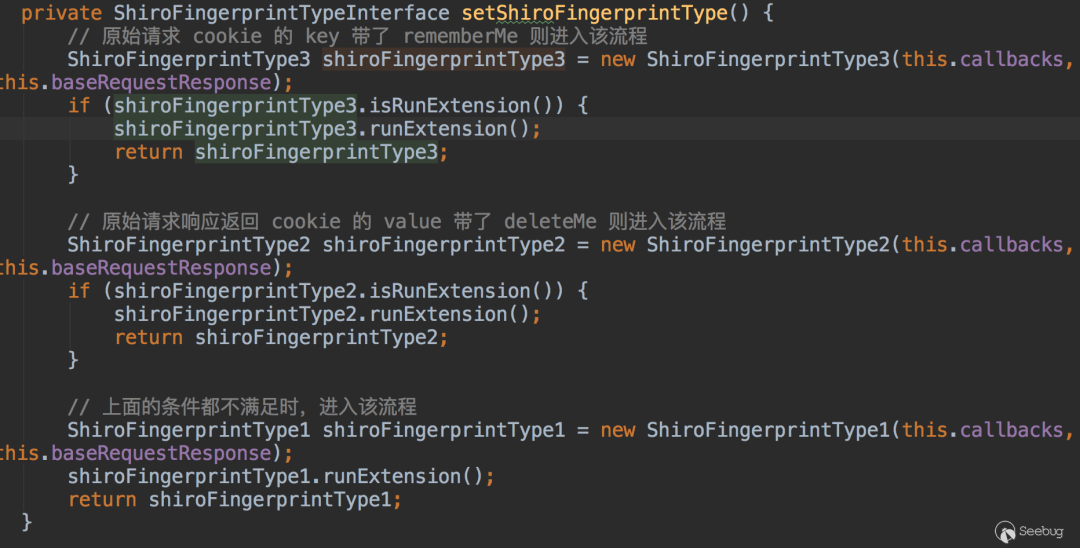 private ShiroFingerprintTypeInterface setShiroFingerprintType() {
// 原始请求 cookie 的 key 带了 rememberMe 则进入该流程
ShiroFingerprintType3 shiroFingerprintType3 = new ShiroFingerprintType3(this.callbacks,
this.baseRequestResponse);
if (shiroFingerprintType3.isRunExtension()) {
shiroFingerprintType3.runExtension();
return shiroFingerprintType3;
}
// 原始请求响应返回 cookie 的 value 带了 deleteMe 则进入该流程
ShiroFingerprintType2 shiroFingerprintType2 = new ShiroFingerprintType2(this.callbacks,
this.baseRequestResponse);
if (shiroFingerprintType2.isRunExtension()) {
shiroFingerprintType2.runExtension();
return shiroFingerprintType2;
}
// 上面的条件都不满足时，进入该流程
ShiroFingerprintType1 shiroFingerprintType1 = new ShiroFingerprintType1(this.callbacks,
this.baseRequestResponse);
shiroFingerprintType1.runExtension();
return shiroFingerprintType1;
}
Seebug